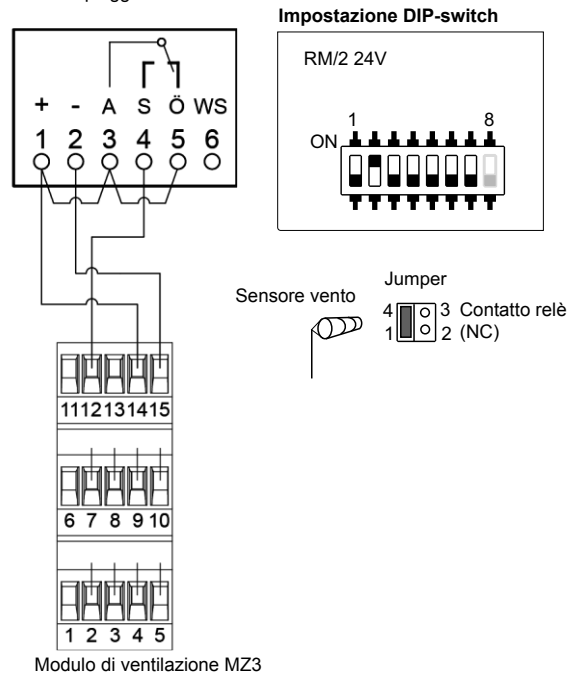 Impostazione DIP-switch
RM/2 24V
1 8
ON
+ - A S Ö WS
1 2 3 4 5 6
Sensore vento
Jumper
4 3 Contatto relè
1 2 (NC)
11 12 13 14 15
6 7 8 9 10
1 2 3 4 5
Modulo di ventilazione MZ3